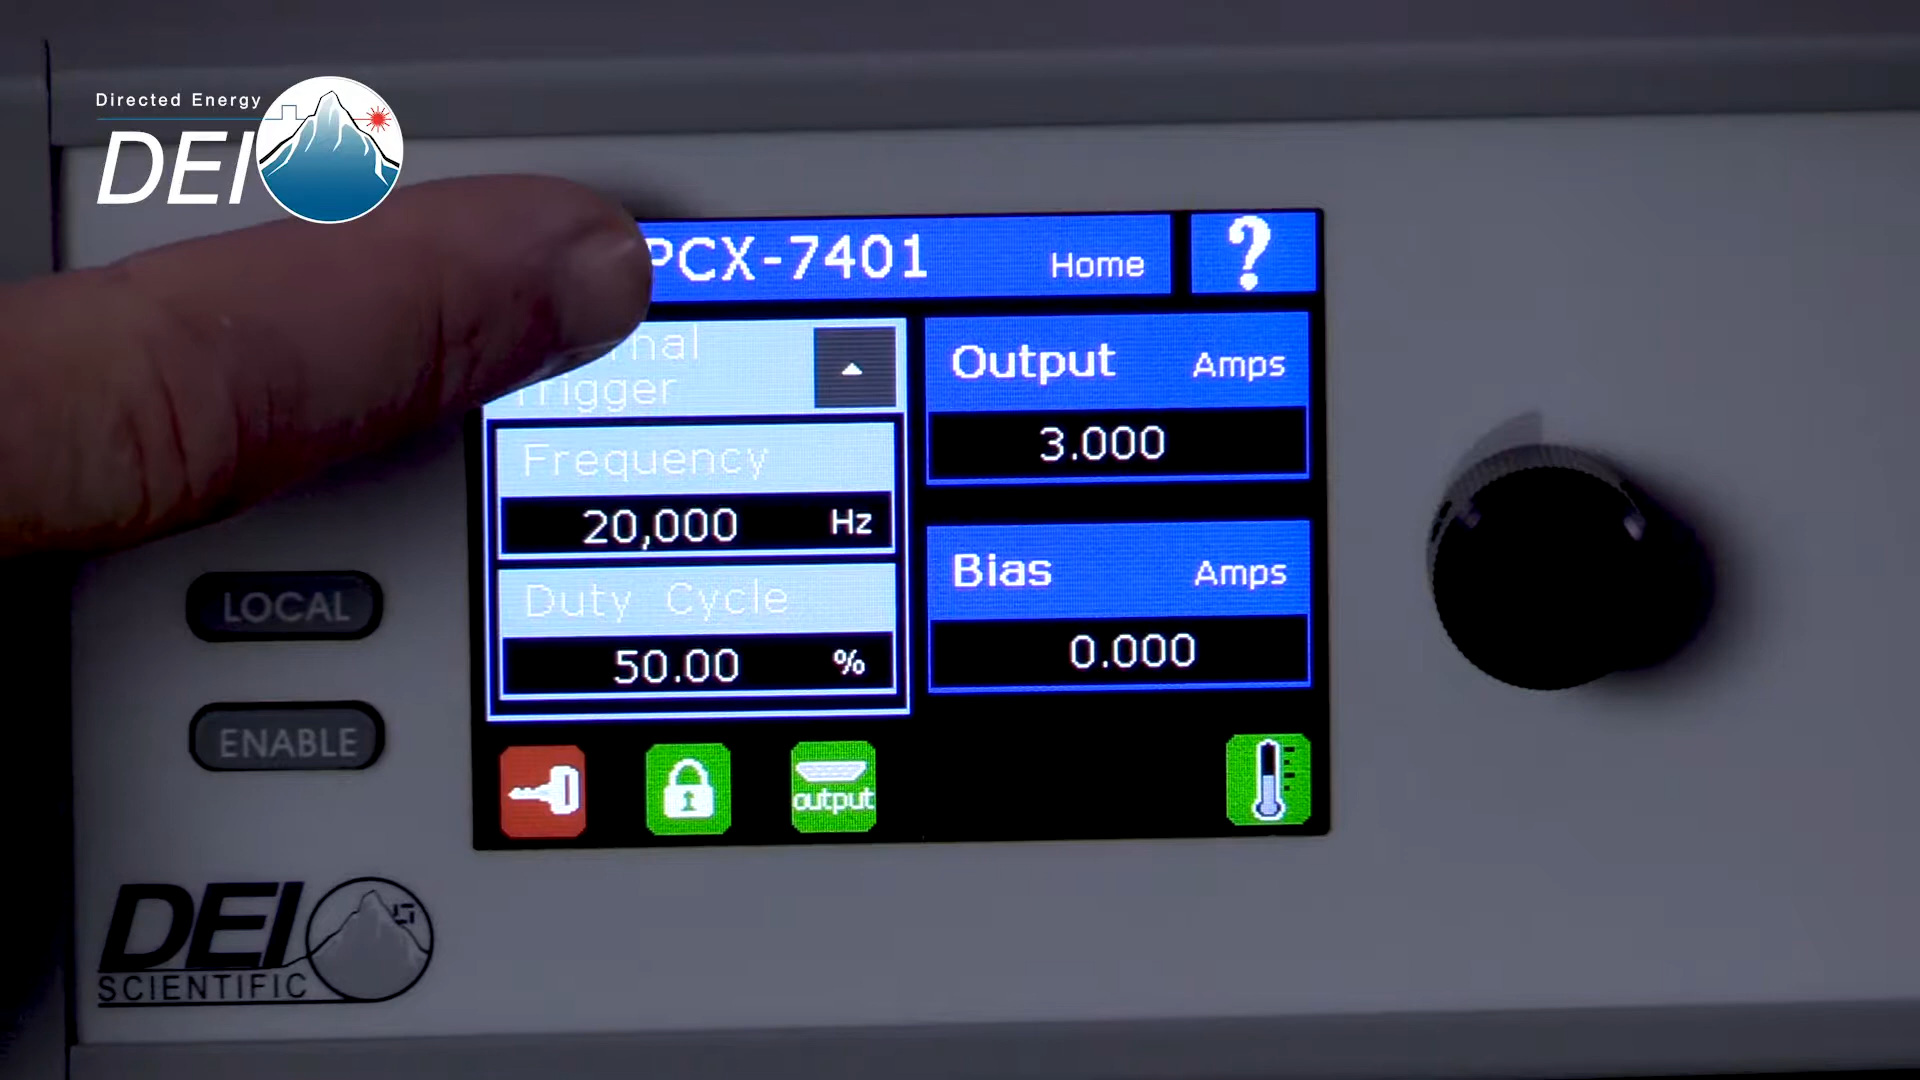 Directed Energy
DEI
PCX-7401 Home ?
Trigger
Output Amps
3.000
Frequency
20,000 Hz
Bias Amps
0.000
Duty Cycle
50.00 %
LOCAL
ENABLE
output
DEI
SCIENTIFIC